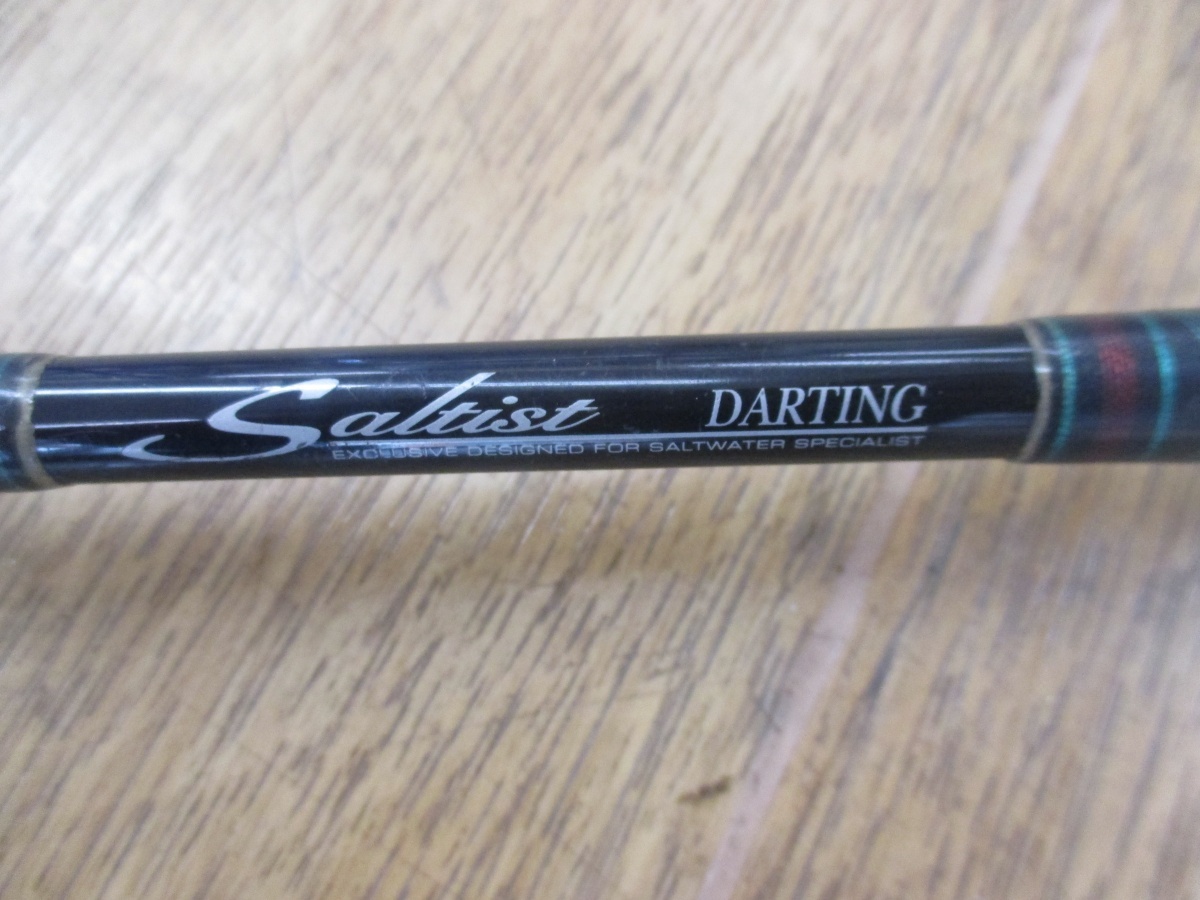 Saltist DARTING
EXCLUSIVE DESIGNED FOR SALTWATER SPECIALIST